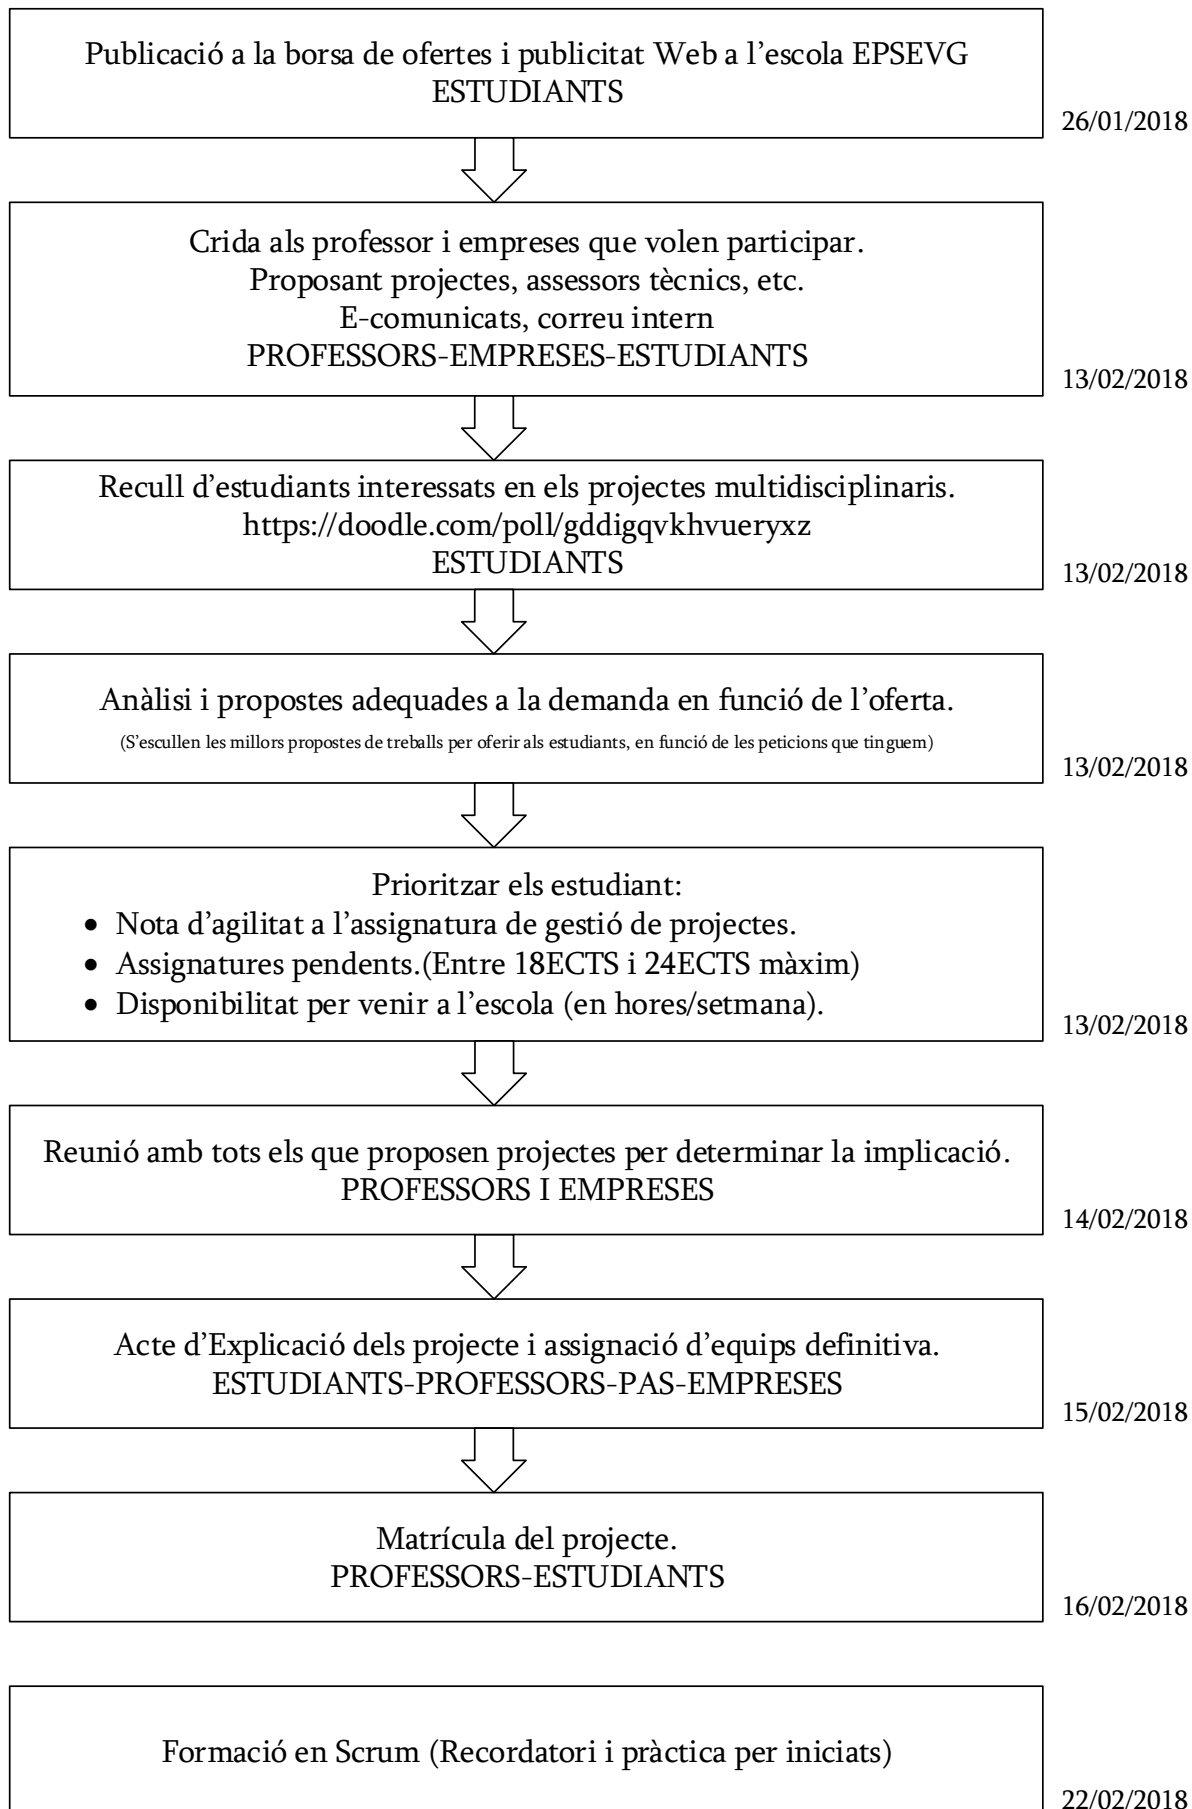 Publicació a la borsa de ofertes i publicitat Web a l'escola EPSEVG
ESTUDIANTS
26/01/2018
Crida als professor i empreses que volen participar.
Proposant projectes, assessors tècnics, etc.
E-comunicats, correu intern
PROFESSORS-EMPRESES-ESTUDIANTS
13/02/2018
Recull d'estudiants interessats en els projectes multidisciplinaris.
https://doodle.com/poll/gddigqvkhvueryxz
ESTUDIANTS
13/02/2018
Anàlisi i propostes adequades a la demanda en funció de l'oferta.
(S'escullen les millors propostes de treballs per oferir als estudiants, en funció de les peticions que tinguem)
13/02/2018
Prioritzar els estudiant:
• Nota d'agilitat a l'assignatura de gestió de projectes.
• Assignatures pendents.(Entre 18ECTS i 24ECTS màxim)
• Disponibilitat per venir a l'escola (en hores/setmana).
13/02/2018
Reunió amb tots els que proposen projectes per determinar la implicació.
PROFESSORS I EMPRESES
14/02/2018
Acte d'Explicació dels projecte i assignació d'equips definitiva.
ESTUDIANTS-PROFESSORS-PAS-EMPRESES
15/02/2018
Matrícula del projecte.
PROFESSORS-ESTUDIANTS
16/02/2018
Formació en Scrum (Recordatori i pràctica per iniciats)
22/02/2018